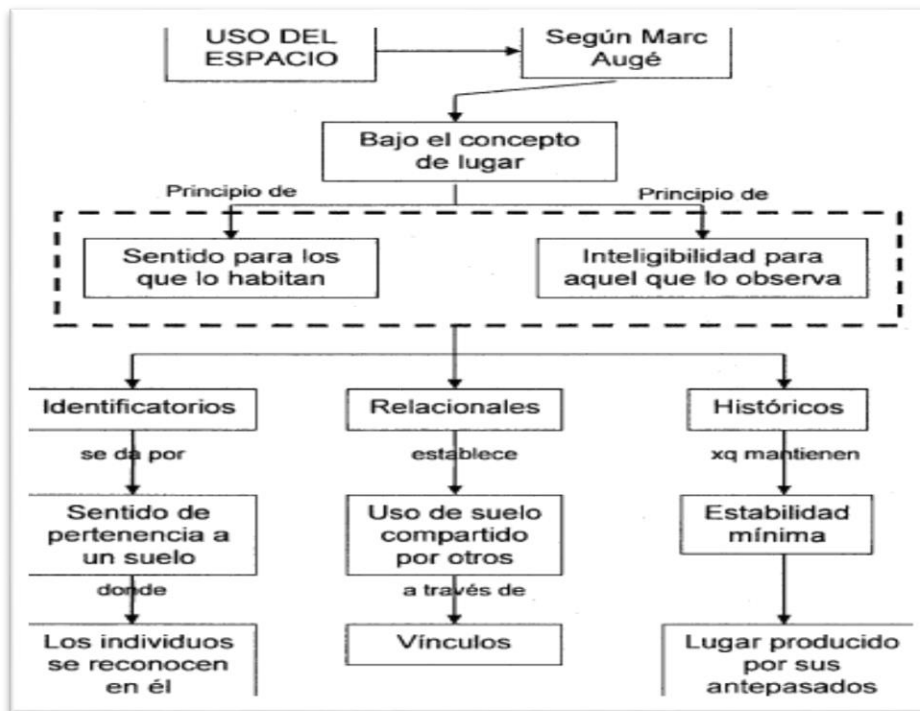 USO DEL
ESPACIO
Según Marc
Augé
Bajo el concepto
de lugar
Principio de
Principio de
Sentido para los
que lo habitan
Inteligibilidad para
aquel que lo observa
Identificatorios
Relacionales
Históricos
se da por
establece
xq mantienen
Sentido de
pertenencia a
un suelo
Uso de suelo
compartido
por otros
Estabilidad
mínima
donde
a través de
Los individuos
se reconocen
en él
Vínculos
Lugar producido
por sus
antepasados